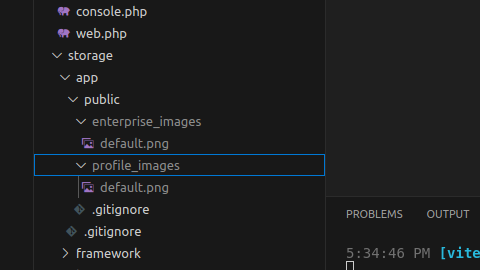 console.php
web.php
storage
app
public
enterprise_images
default.png
profile_images
default.png
.gitignore
.gitignore
framework
PROBLEMS OUTPUT
5:34:46 PM [vite